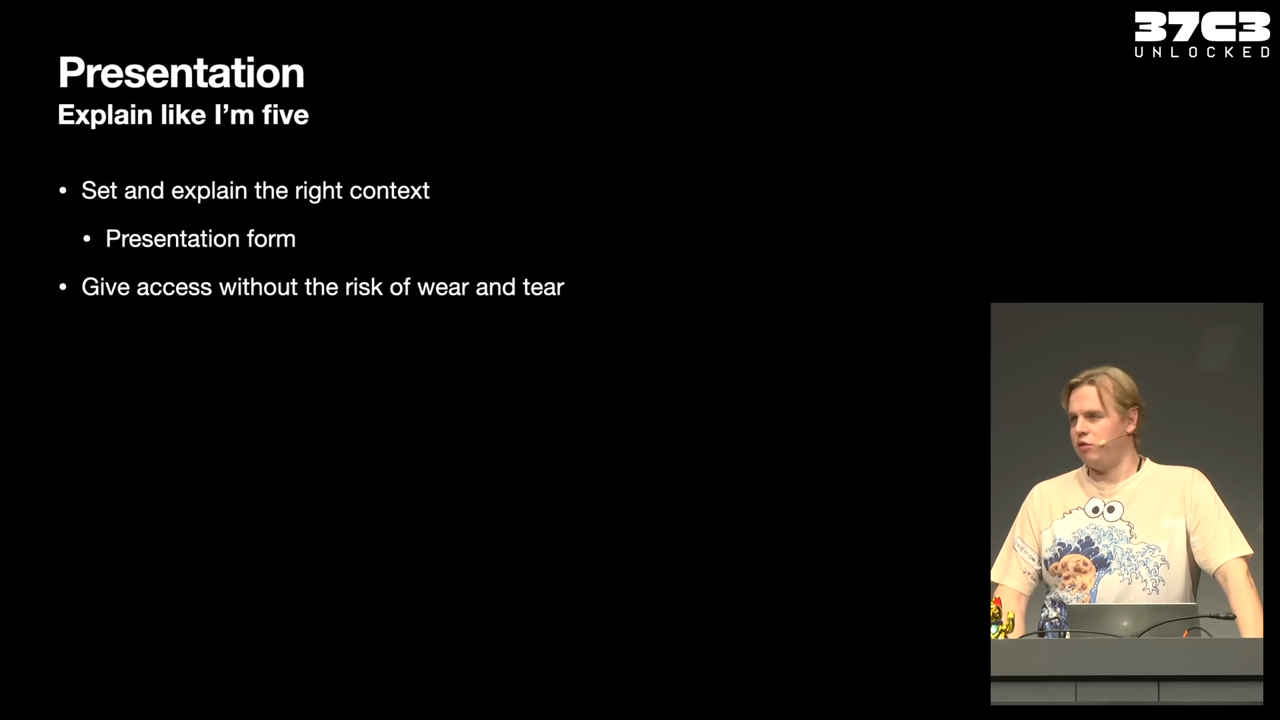 37C3
UNLOCKED
Presentation
Explain like I'm five
• Set and explain the right context
• Presentation form
• Give access without the risk of wear and tear